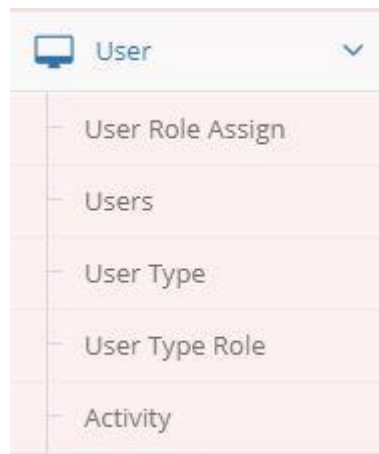 User
User Role Assign
Users
User Type
User Type Role
Activity